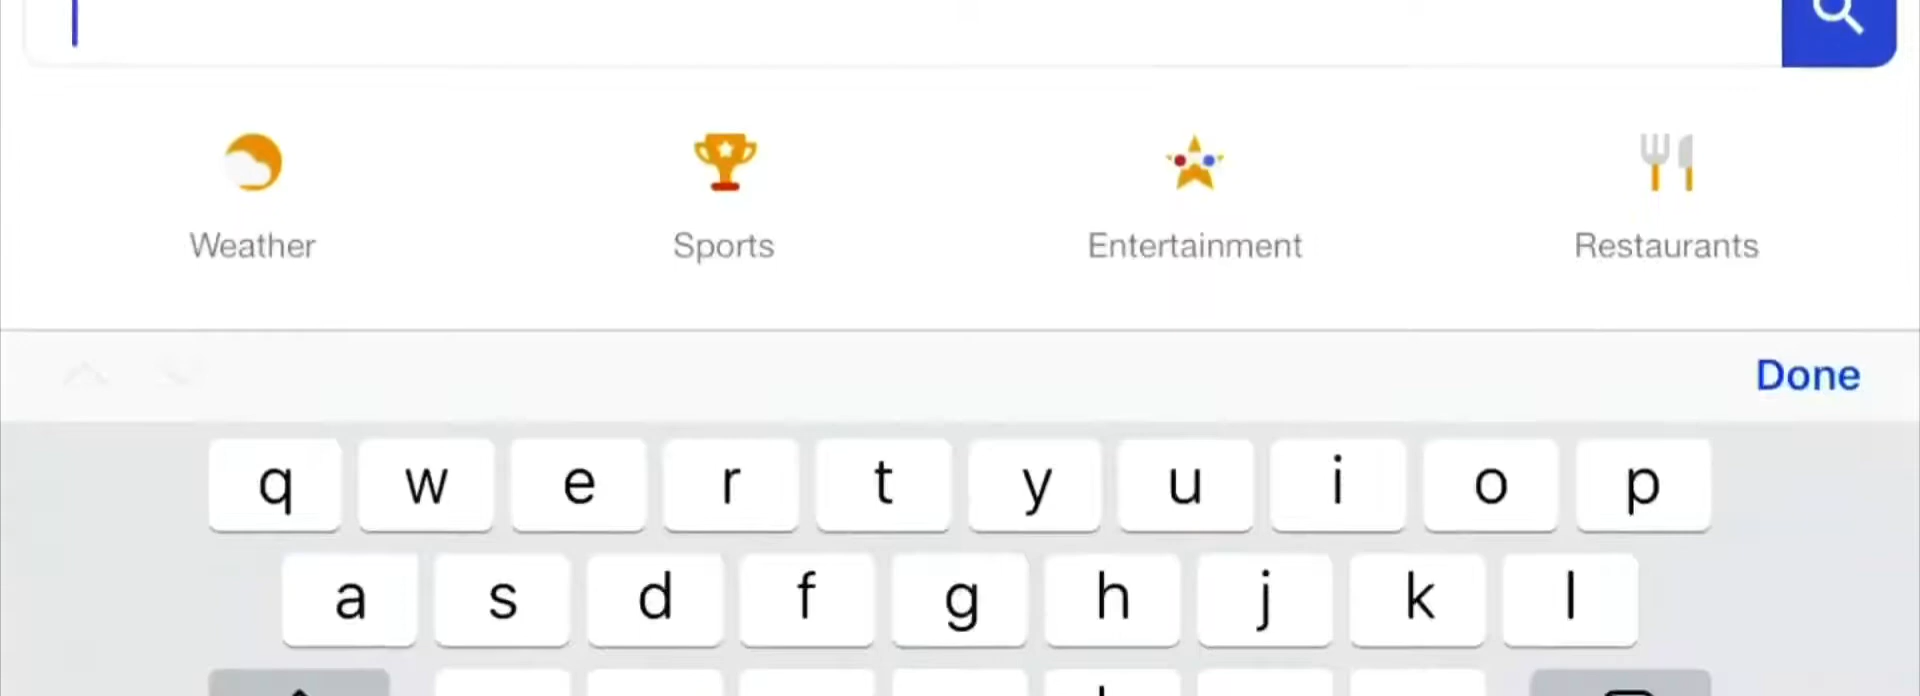 Weather Sports Entertainment Restaurants
Done
q w e r t y u i o p
a s d f g h j k l